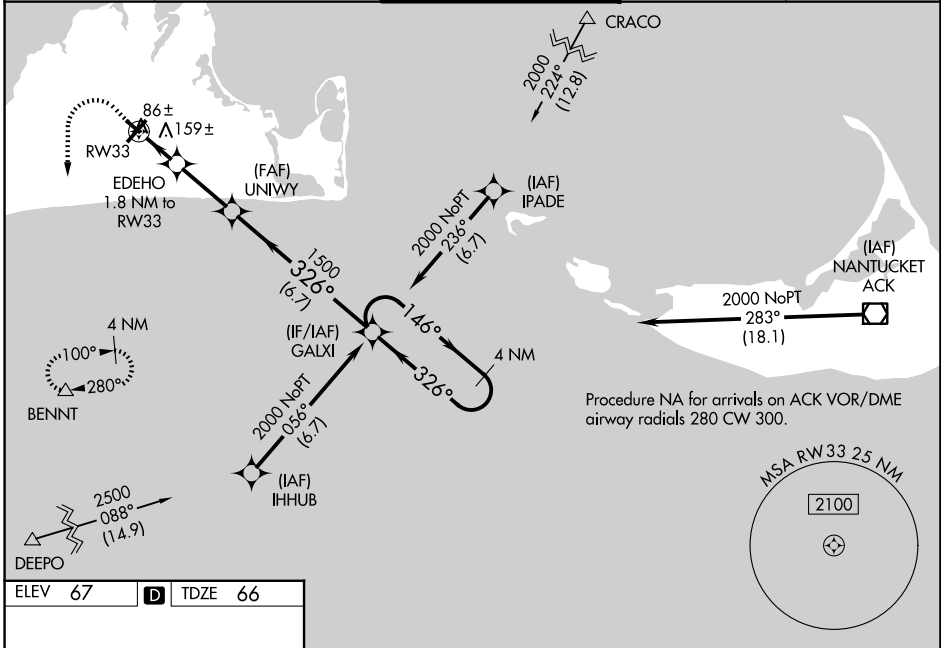 CRACO
2000
224°
(12.8)
86±
159±
RW33
EDEHO
1.8 NM to
RW33
(FAF)
UNIWY
(IAF)
IPADE
2000 NoPT
236°
(6.7)
1500
326°
(6.7)
(IAF)
NANTUCKET
ACK
2000 NoPT
283°
(18.1)
(IF/IAF)
GALXI
146°
326°
4 NM
4 NM
100°
280°
BENNT
2000 NoPT
056°
(6.7)
(IAF)
IHHUB
Procedure NA for arrivals on ACK VOR/DME
airway radials 280 CW 300.
MSA RW33 25 NM
2100
2500
088°
(14.9)
DEEPO
ELEV 67 D TDZE 66